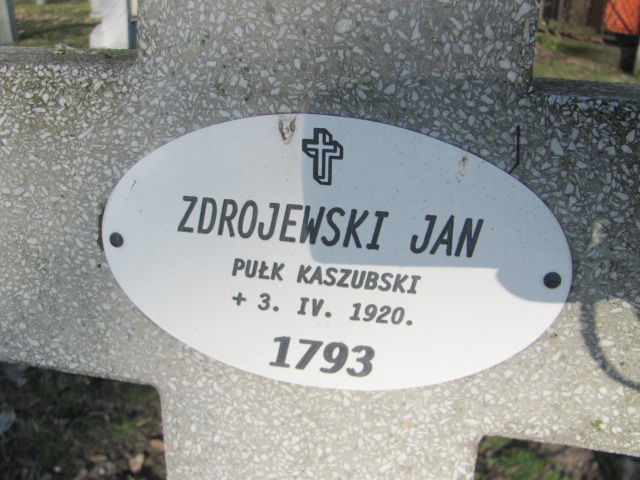 ZDROJEWSKI JAN
PUŁK KASZUBSKI
+ 3. IV. 1920.
1793